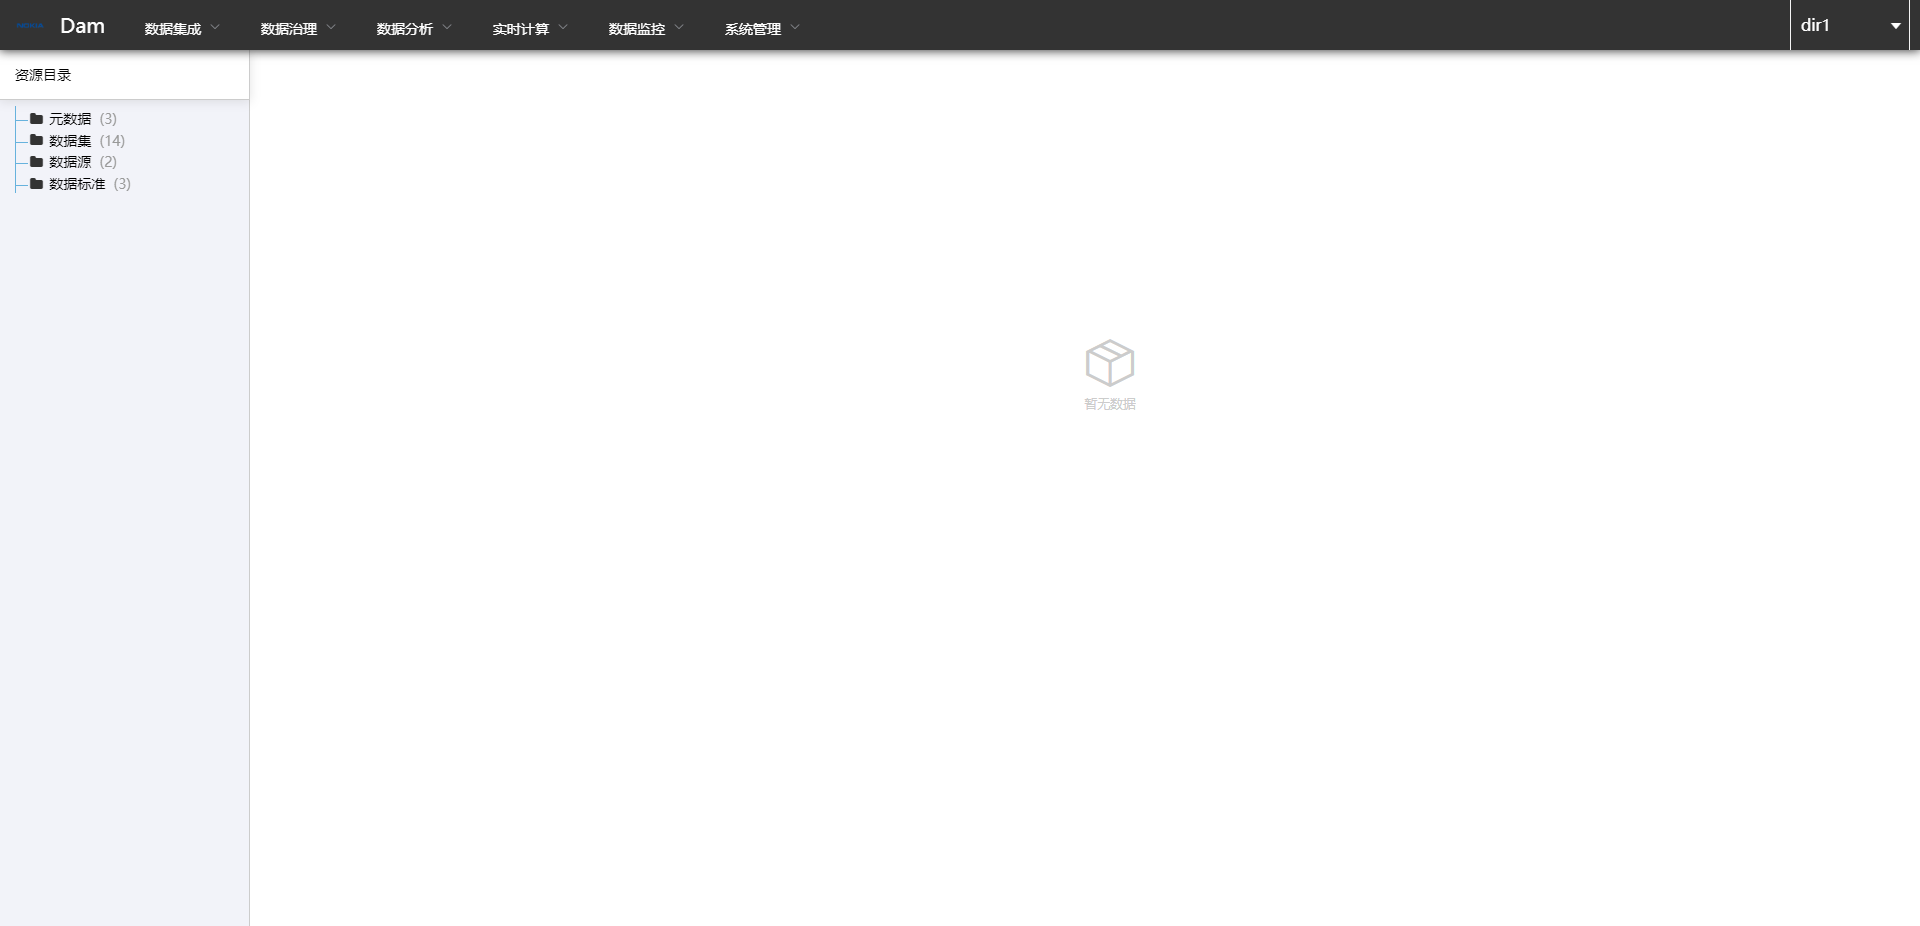 Dam 数据集成 数据治理 数据分析 实时计算 数据监控 系统管理 dir1
资源目录
元数据 (3)
数据集 (14)
数据源 (2)
数据标准 (3)
暂无数据